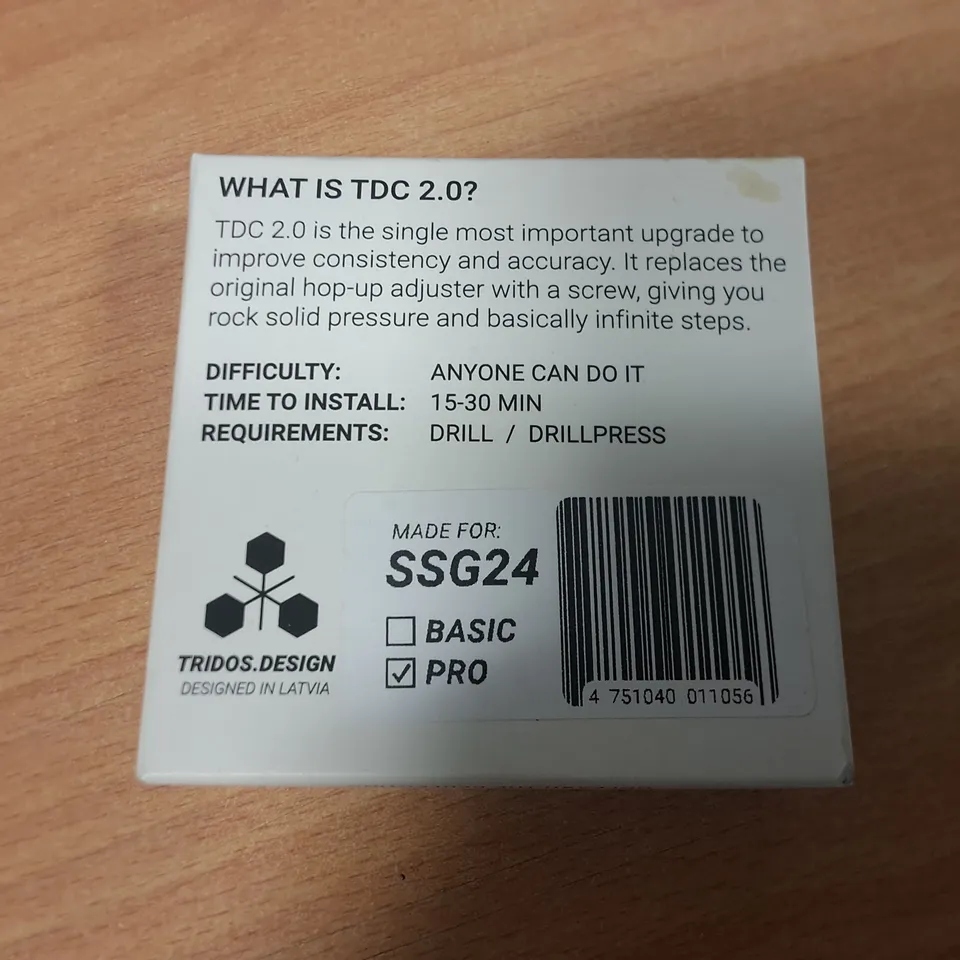 WHAT IS TDC 2.0?
TDC 2.0 is the single most important upgrade to
improve consistency and accuracy. It replaces the
original hop-up adjuster with a screw, giving you
rock solid pressure and basically infinite steps.
DIFFICULTY: ANYONE CAN DO IT
TIME TO INSTALL: 15-30 MIN
REQUIREMENTS: DRILL / DRILLPRESS
TRIDOS.DESIGN
DESIGNED IN LATVIA
MADE FOR:
SSG24
BASIC
PRO
4 751040 011056